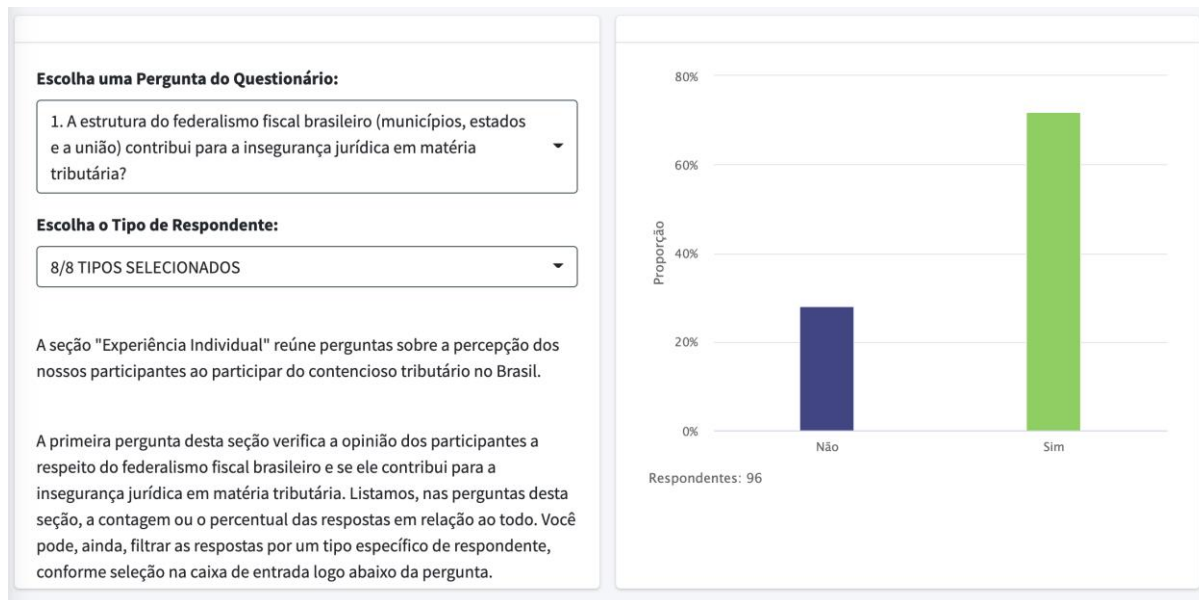 Escolha uma Pergunta do Questionário:
1. A estrutura do federalismo fiscal brasileiro (municípios, estados
e a união) contribui para a insegurança jurídica em matéria
tributária?
Escolha o Tipo de Respondente:
8/8 TIPOS SELECIONADOS
A seção "Experiência Individual" reúne perguntas sobre a percepção dos
nossos participantes ao participar do contencioso tributário no Brasil.
A primeira pergunta desta seção verifica a opinião dos participantes a
respeito do federalismo fiscal brasileiro e se ele contribui para a
insegurança jurídica em matéria tributária. Listamos, nas perguntas desta
seção, a contagem ou o percentual das respostas em relação ao todo. Você
pode, ainda, filtrar as respostas por um tipo específico de respondente,
conforme seleção na caixa de entrada logo abaixo da pergunta.
80%
60%
40%
20%
0%
Proporção
Não
Sim
Respondentes: 96